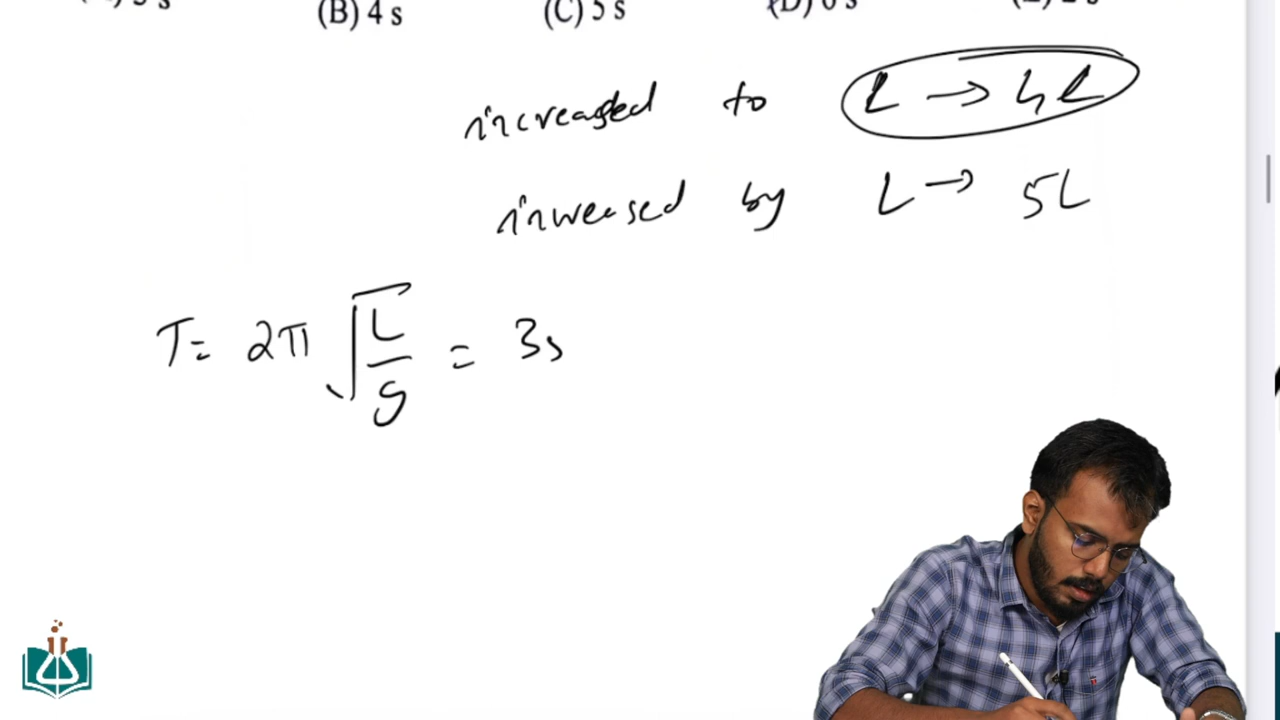 (B) 4 s (C) 5 s
increased to L → 4L
increased by L → 5L
T = 2π √(L/g) = 3s